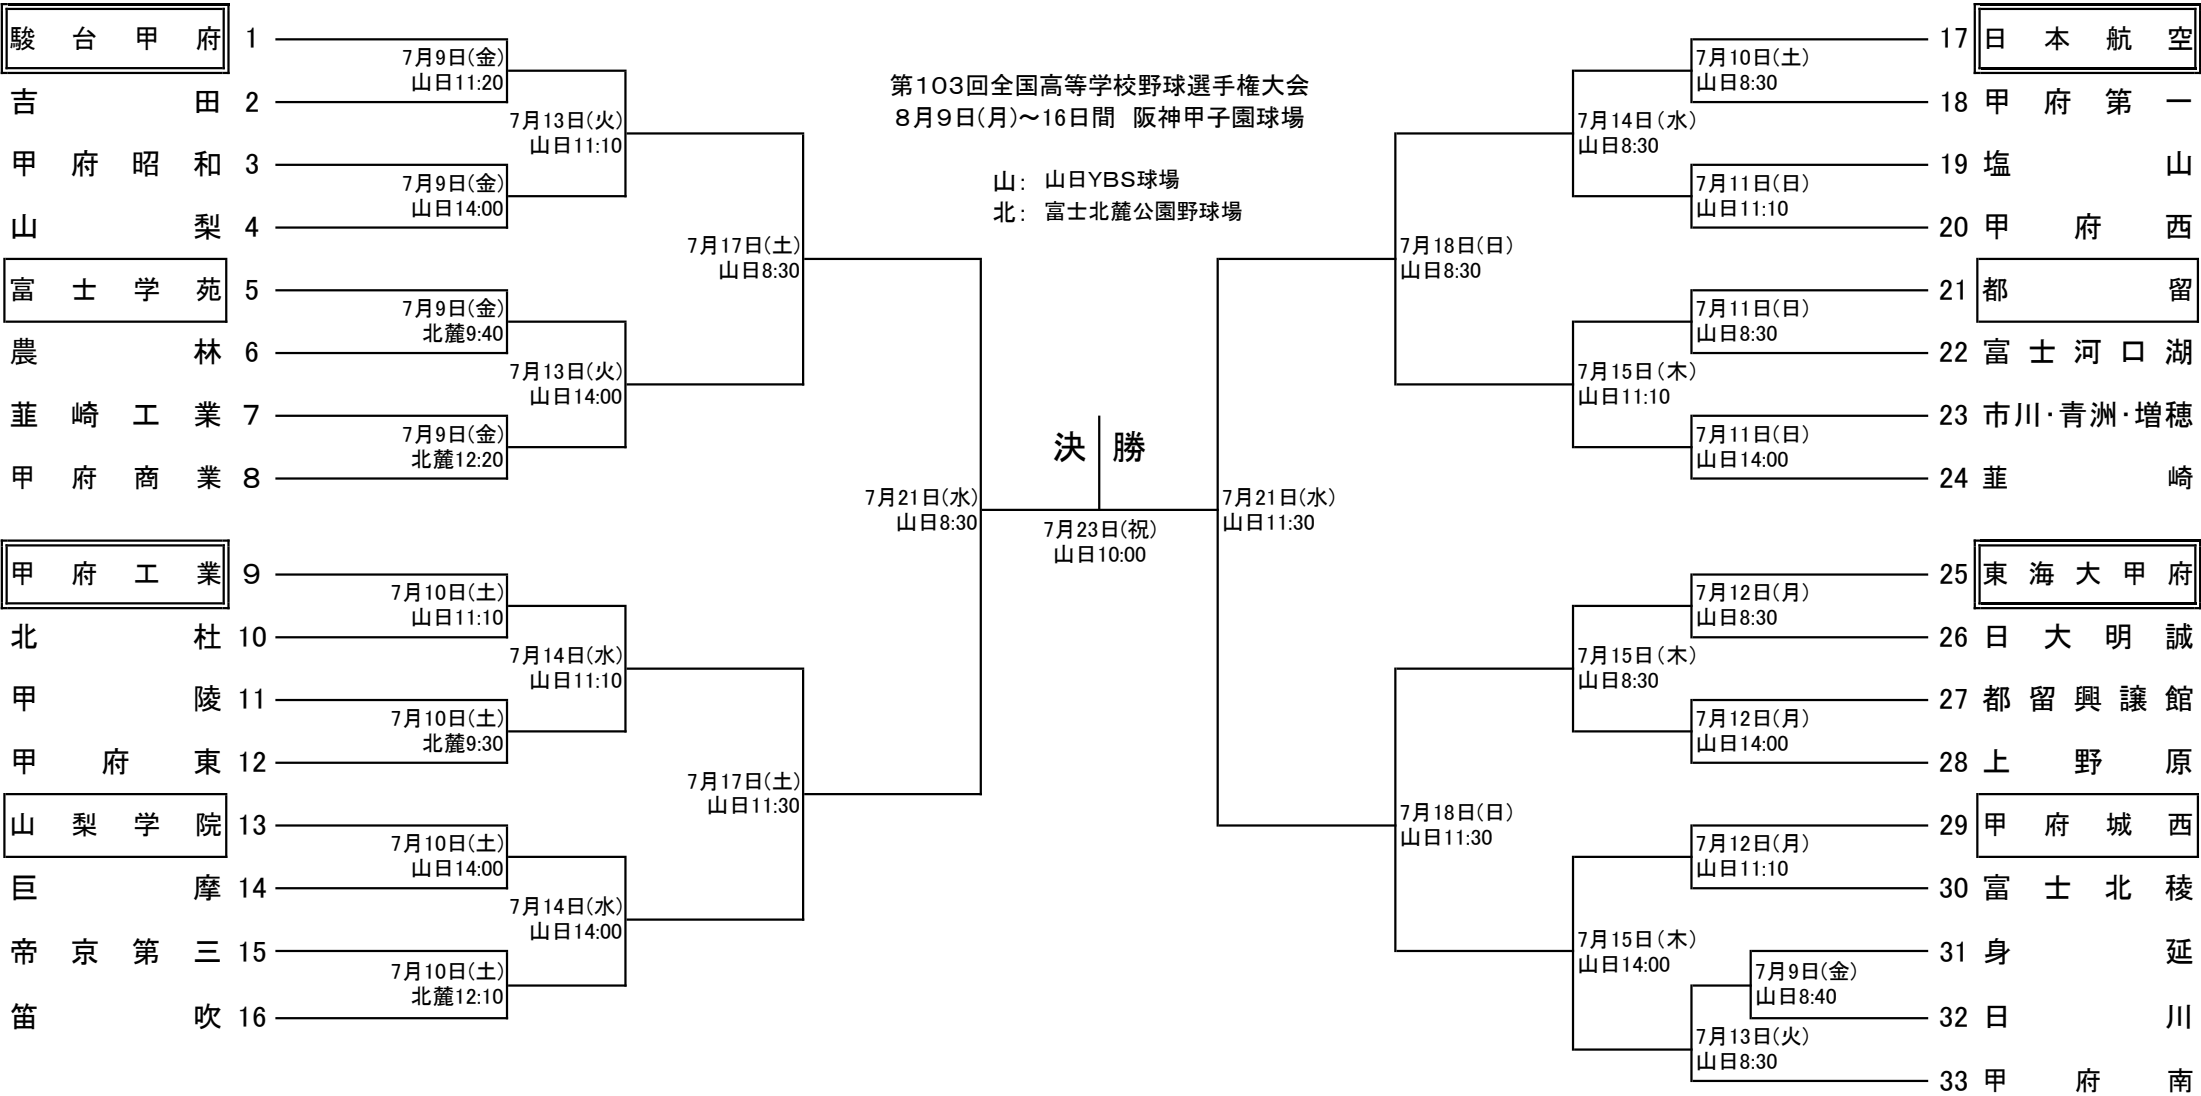 第103回全国高等学校野球選手権大会
8月9日(月)～16日間 阪神甲子園球場
山： 山日YBS球場
北： 富士北麓公園野球場
駿台甲府 1
7月9日(金)
山日11:20
吉田 2
7月13日(火)
山日11:10
甲府昭和 3
7月9日(金)
山日14:00
山梨 4
7月17日(土)
山日8:30
富士学苑 5
7月9日(金)
北麓9:40
農林 6
7月13日(火)
山日14:00
韮崎工業 7
7月9日(金)
北麓12:20
甲府商業 8
7月21日(水)
山日8:30
甲府工業 9
7月10日(土)
山日11:10
北杜 10
7月14日(水)
山日11:10
甲陵 11
7月10日(土)
北麓9:30
甲府東 12
7月17日(土)
山日11:30
山梨学院 13
7月10日(土)
山日14:00
巨摩 14
7月14日(水)
山日14:00
帝京第三 15
7月10日(土)
北麓12:10
笛吹 16
決勝
7月23日(祝)
山日10:00
17 日本航空
7月10日(土)
山日8:30
18 甲府第一
7月14日(水)
山日8:30
19 塩山
7月11日(日)
山日11:10
20 甲府西
7月18日(日)
山日8:30
21 都留
7月11日(日)
山日8:30
22 富士河口湖
7月15日(木)
山日11:10
23 市川・青洲・増穂
7月11日(日)
山日14:00
24 韮崎
7月21日(水)
山日11:30
25 東海大甲府
7月12日(月)
山日8:30
26 日大明誠
7月15日(木)
山日8:30
27 都留興譲館
7月12日(月)
山日14:00
28 上野原
7月18日(日)
山日11:30
29 甲府城西
7月12日(月)
山日11:10
30 富士北稜
7月15日(木)
山日14:00
31 身延
7月9日(金)
山日8:40
32 日川
7月13日(火)
山日8:30
33 甲府南